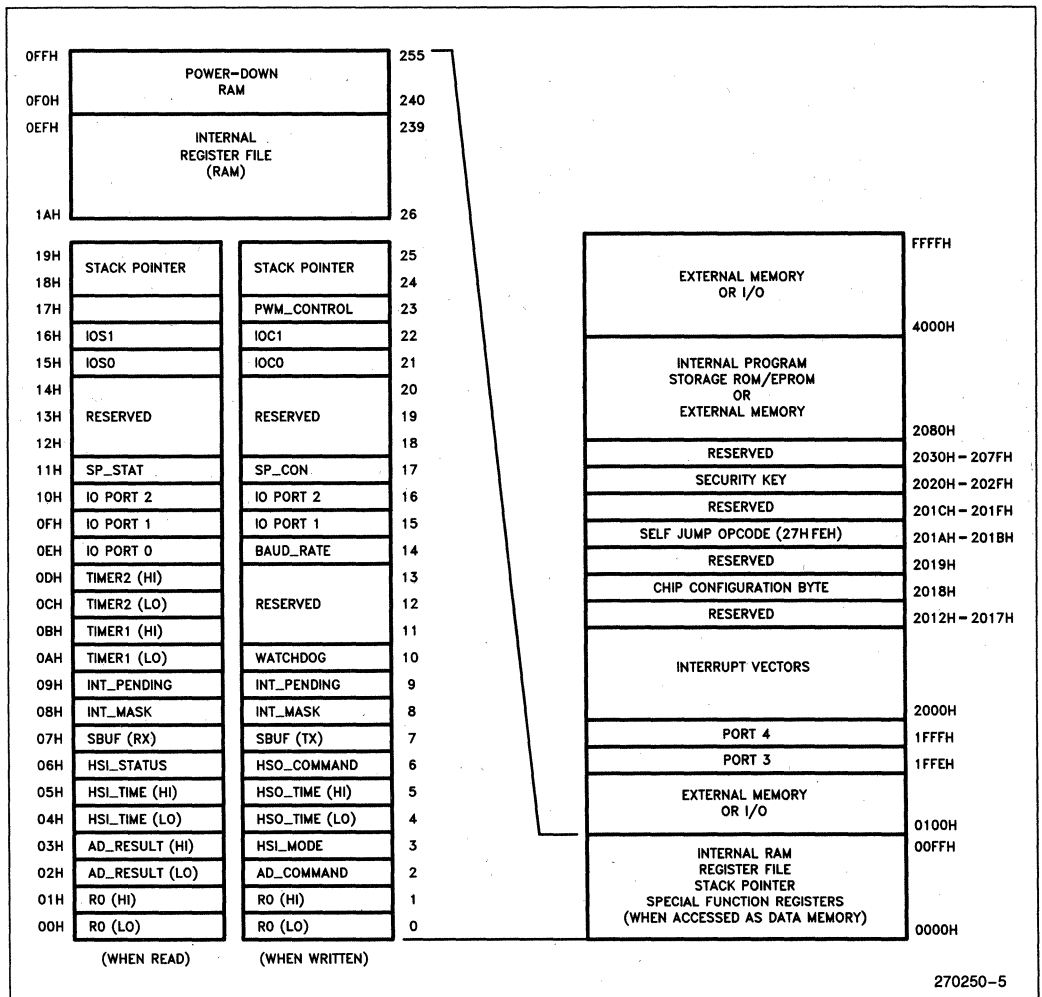 0FFH 255
POWER-DOWN
RAM
0F0H 240
0EFH 239
INTERNAL
REGISTER FILE
(RAM)
1AH 26
19H 25
STACK POINTER STACK POINTER
18H 24
17H PWM_CONTROL 23
16H IOS1 IOC1 22
15H IOS0 IOC0 21
14H 20
13H RESERVED RESERVED 19
12H 18
11H SP_STAT SP_CON 17
10H IO PORT 2 IO PORT 2 16
0FH IO PORT 1 IO PORT 1 15
0EH IO PORT 0 BAUD_RATE 14
0DH TIMER2 (HI) 13
0CH TIMER2 (LO) RESERVED 12
0BH TIMER1 (HI) 11
0AH TIMER1 (LO) WATCHDOG 10
09H INT_PENDING INT_PENDING 9
08H INT_MASK INT_MASK 8
07H SBUF (RX) SBUF (TX) 7
06H HSI_STATUS HSO_COMMAND 6
05H HSI_TIME (HI) HSO_TIME (HI) 5
04H HSI_TIME (LO) HSO_TIME (LO) 4
03H AD_RESULT (HI) HSI_MODE 3
02H AD_RESULT (LO) AD_COMMAND 2
01H R0 (HI) R0 (HI) 1
00H R0 (LO) R0 (LO) 0
(WHEN READ) (WHEN WRITTEN)
FFFFH
EXTERNAL MEMORY
OR I/O
4000H
INTERNAL PROGRAM
STORAGE ROM/EPROM
OR
EXTERNAL MEMORY
2080H
RESERVED 2030H-207FH
SECURITY KEY 2020H-202FH
RESERVED 201CH-201FH
SELF JUMP OPCODE (27H FEH) 201AH-201BH
RESERVED 2019H
CHIP CONFIGURATION BYTE 2018H
RESERVED 2012H-2017H
INTERRUPT VECTORS
2000H
PORT 4 1FFFH
PORT 3 1FFEH
EXTERNAL MEMORY
OR I/O
0100H
INTERNAL RAM 00FFH
REGISTER FILE
STACK POINTER
SPECIAL FUNCTION REGISTERS
(WHEN ACCESSED AS DATA MEMORY)
0000H
270250-5